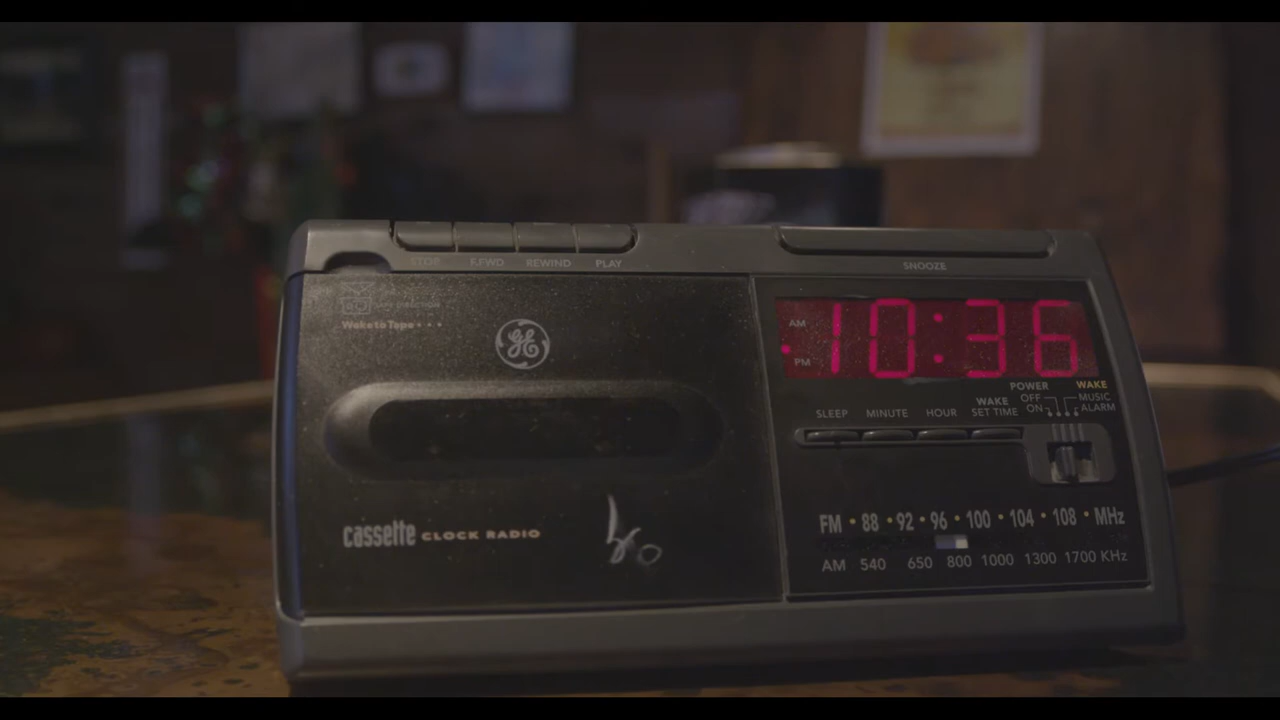 STOP F.FWD REWIND PLAY
SNOOZE
Wake to Tape
GE
AM 10:36
PM
POWER WAKE
OFF MUSIC
ON ALARM
SLEEP MINUTE HOUR WAKE SET TIME
cassette CLOCK RADIO
FM • 88 • 92 • 96 • 100 • 104 • 108 • MHz
AM 540 650 800 1000 1300 1700 KHz